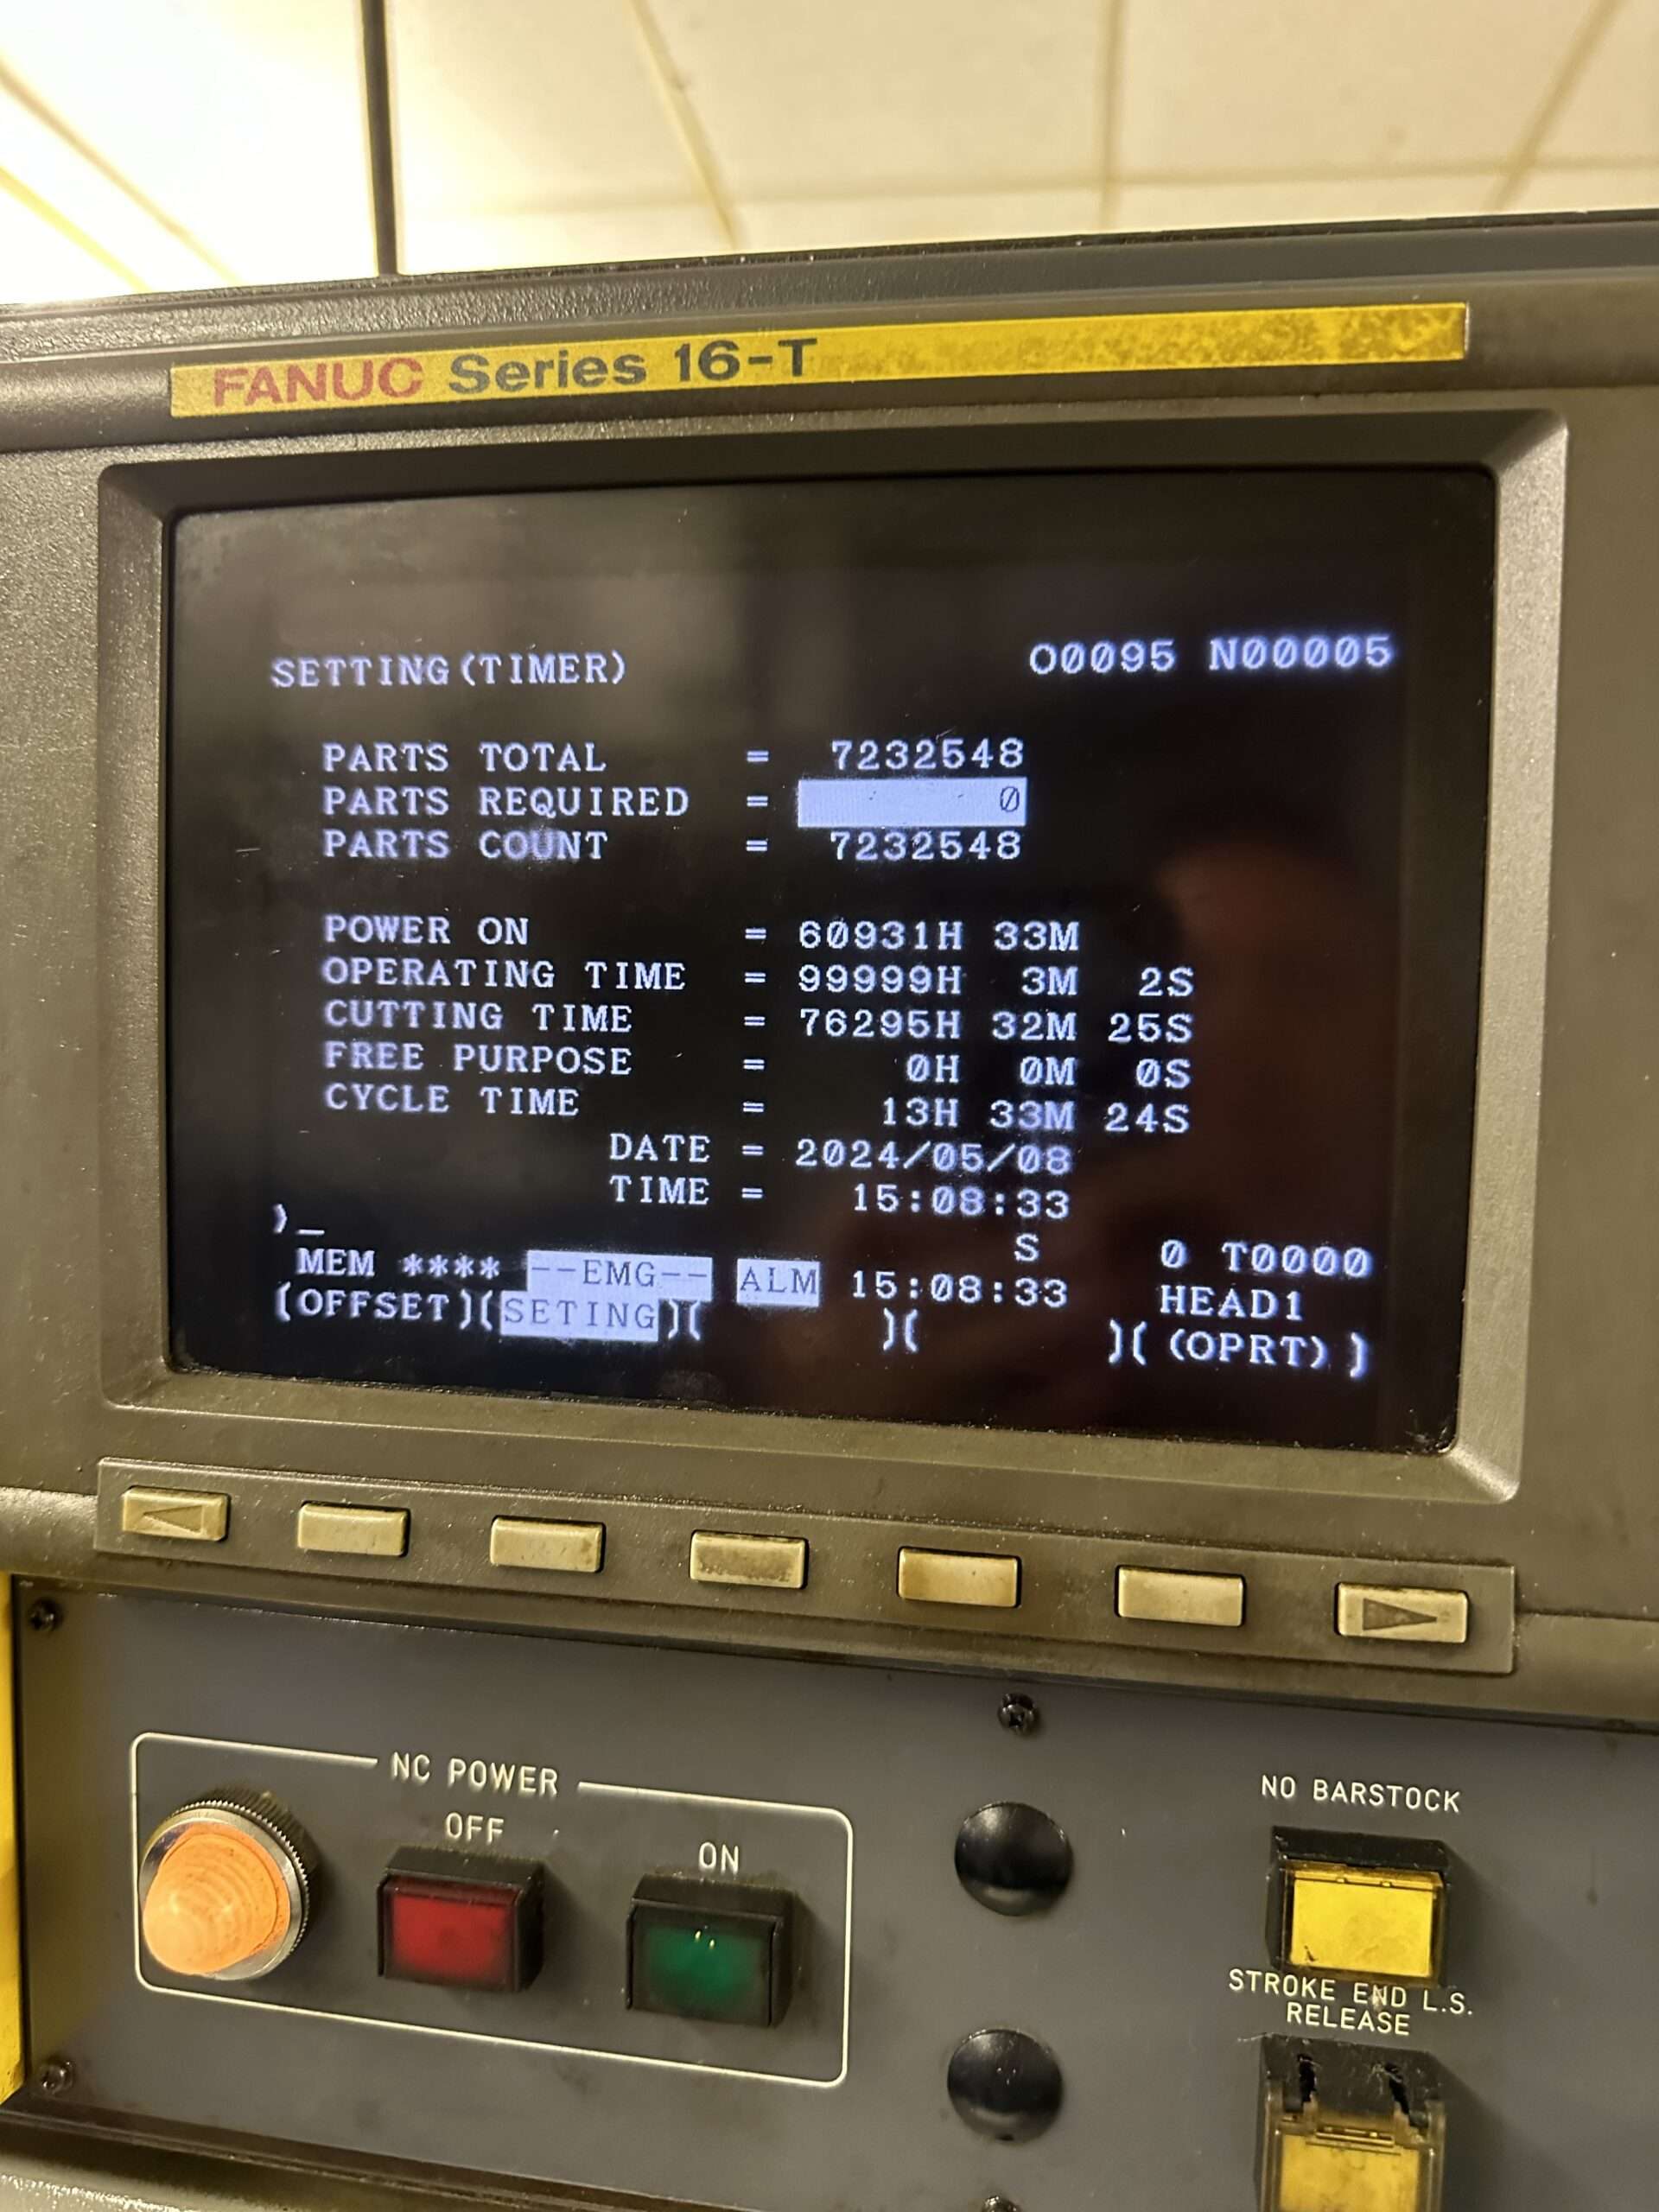 FANUC Series 16-T
SETTING(TIMER) O0095 N00005
PARTS TOTAL = 7232548
PARTS REQUIRED = 0
PARTS COUNT = 7232548
POWER ON = 60931H 33M
OPERATING TIME = 99999H 3M 2S
CUTTING TIME = 76295H 32M 25S
FREE PURPOSE = 0H 0M 0S
CYCLE TIME = 13H 33M 24S
DATE = 2024/05/08
TIME = 15:08:33
)_
S 0 T0000
MEM **** --EMG-- ALM 15:08:33 HEAD1
(OFFSET)(SETING)( )( )( (OPRT) )
NC POWER
OFF
ON
NO BARSTOCK
STROKE END L.S.
RELEASE